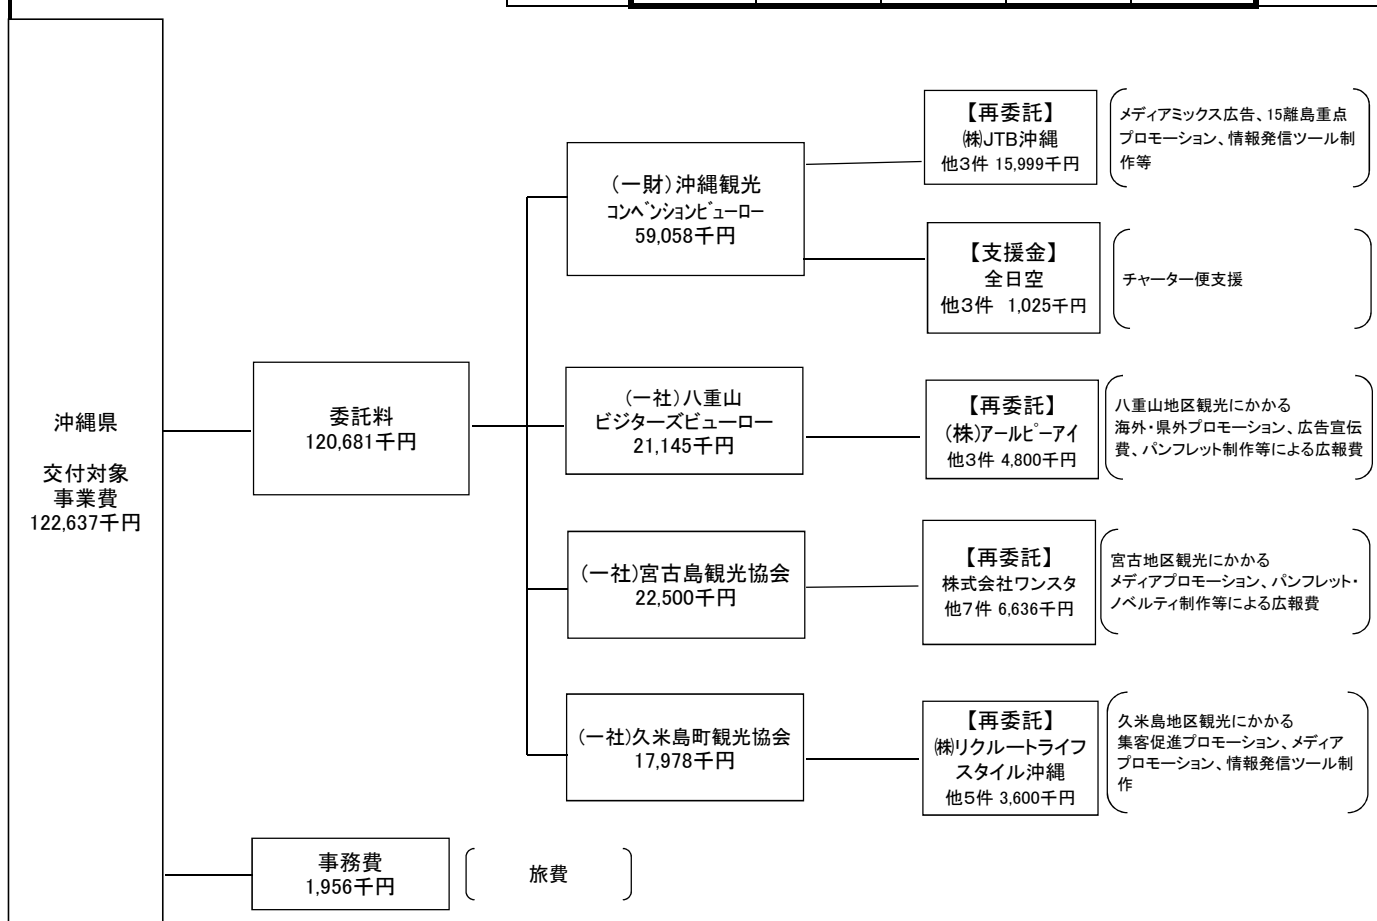 沖縄県
交付対象
事業費
122,637千円
委託料
120,681千円
(一財)沖縄観光
コンベンションビューロー
59,058千円
【再委託】
㈱JTB沖縄
他3件 15,999千円
メディアミックス広告、15離島重点
プロモーション、情報発信ツール制
作等
【支援金】
全日空
他3件 1,025千円
チャーター便支援
(一社)八重山
ビジターズビューロー
21,145千円
【再委託】
(株)アールピーアイ
他3件 4,800千円
八重山地区観光にかかる
海外・県外プロモーション、広告宣伝
費、パンフレット制作等による広報費
(一社)宮古島観光協会
22,500千円
【再委託】
株式会社ワンスタ
他7件 6,636千円
宮古地区観光にかかる
メディアプロモーション、パンフレット・
ノベルティ制作等による広報費
(一社)久米島町観光協会
17,978千円
【再委託】
㈱リクルートライフ
スタイル沖縄
他5件 3,600千円
久米島地区観光にかかる
集客促進プロモーション、メディア
プロモーション、情報発信ツール制
作
事務費
1,956千円
旅費